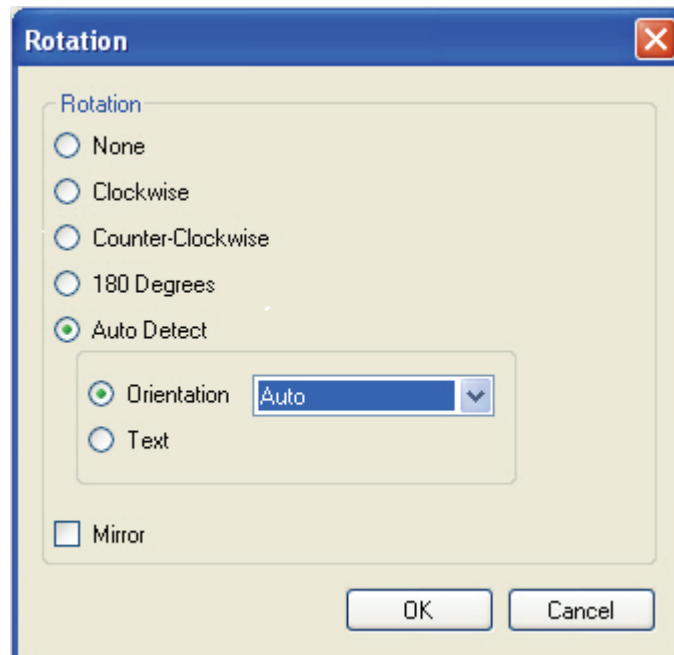 Rotation
Rotation
None
Clockwise
Counter-Clockwise
180 Degrees
Auto Detect
Orientation Auto
Text
Mirror
OK Cancel